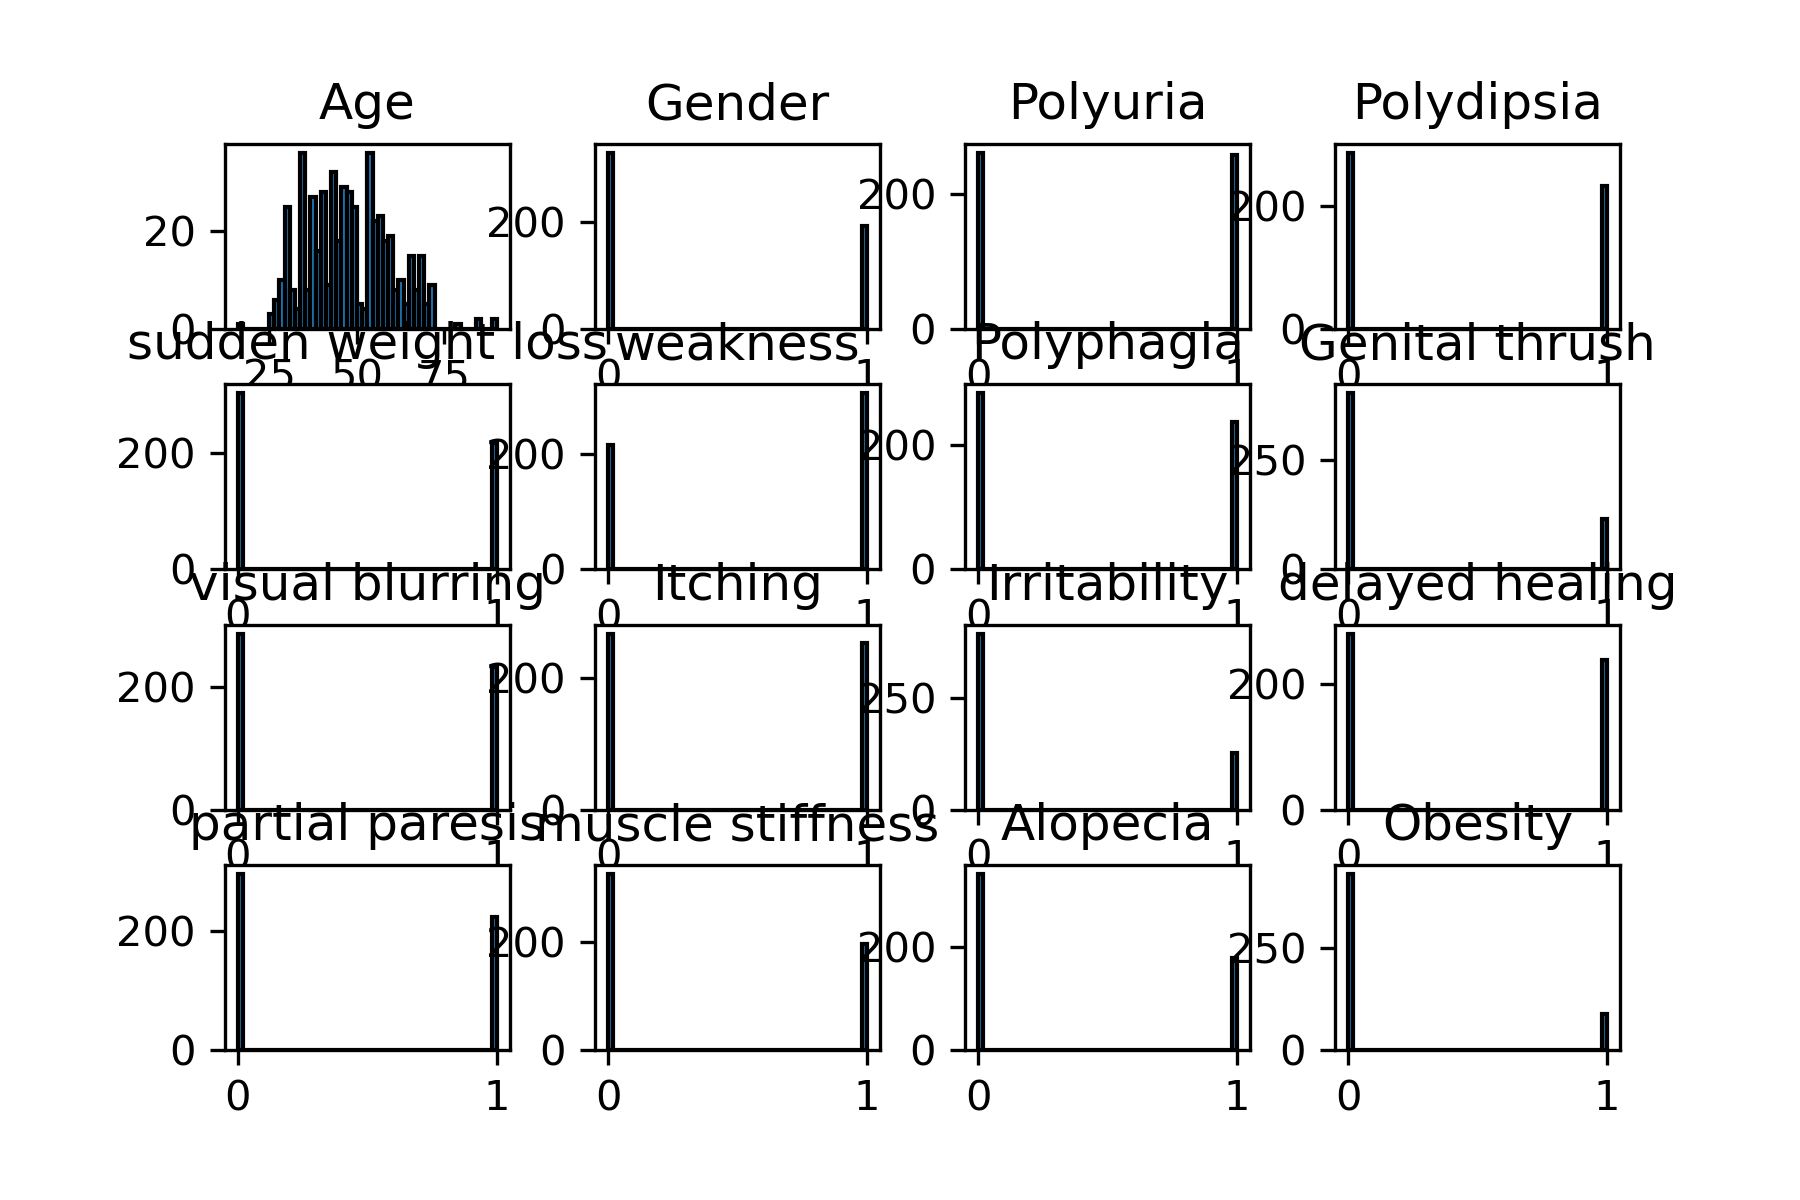 Age Gender Polyuria Polydipsia
20 200 200 200
0 0 0 0
sudden weight loss weakness Polyphagia Genital thrush
25 50 75 0 1 0 1 0 1
200 200 200 250
0 0 0 0
visual blurring Itching Irritability delayed healing
0 1 0 1 0 1 0 1
200 200 250 200
0 0 0 0
partial paresis muscle stiffness Alopecia Obesity
0 1 0 1 0 1 0 1
200 200 200 250
0 0 0 0
0 1 0 1 0 1 0 1